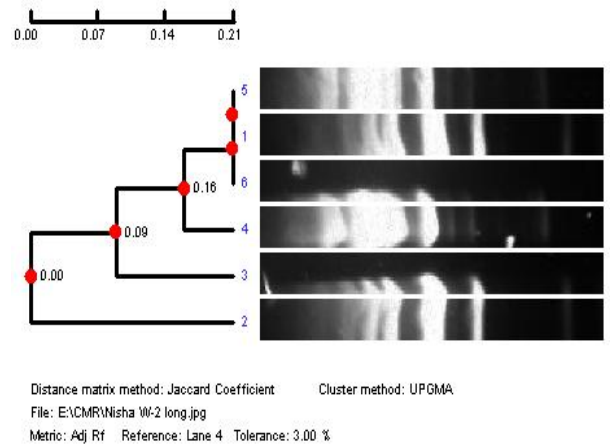 0.00 0.07 0.14 0.21
5
1
6
0.16
4
0.09
3
0.00
2
Distance matrix method: Jaccard Coefficient Cluster method: UPGMA
File: E:\CMR\Nisha W-2 long.jpg
Metric: Adj Rf Reference: Lane 4 Tolerance: 3.00 %